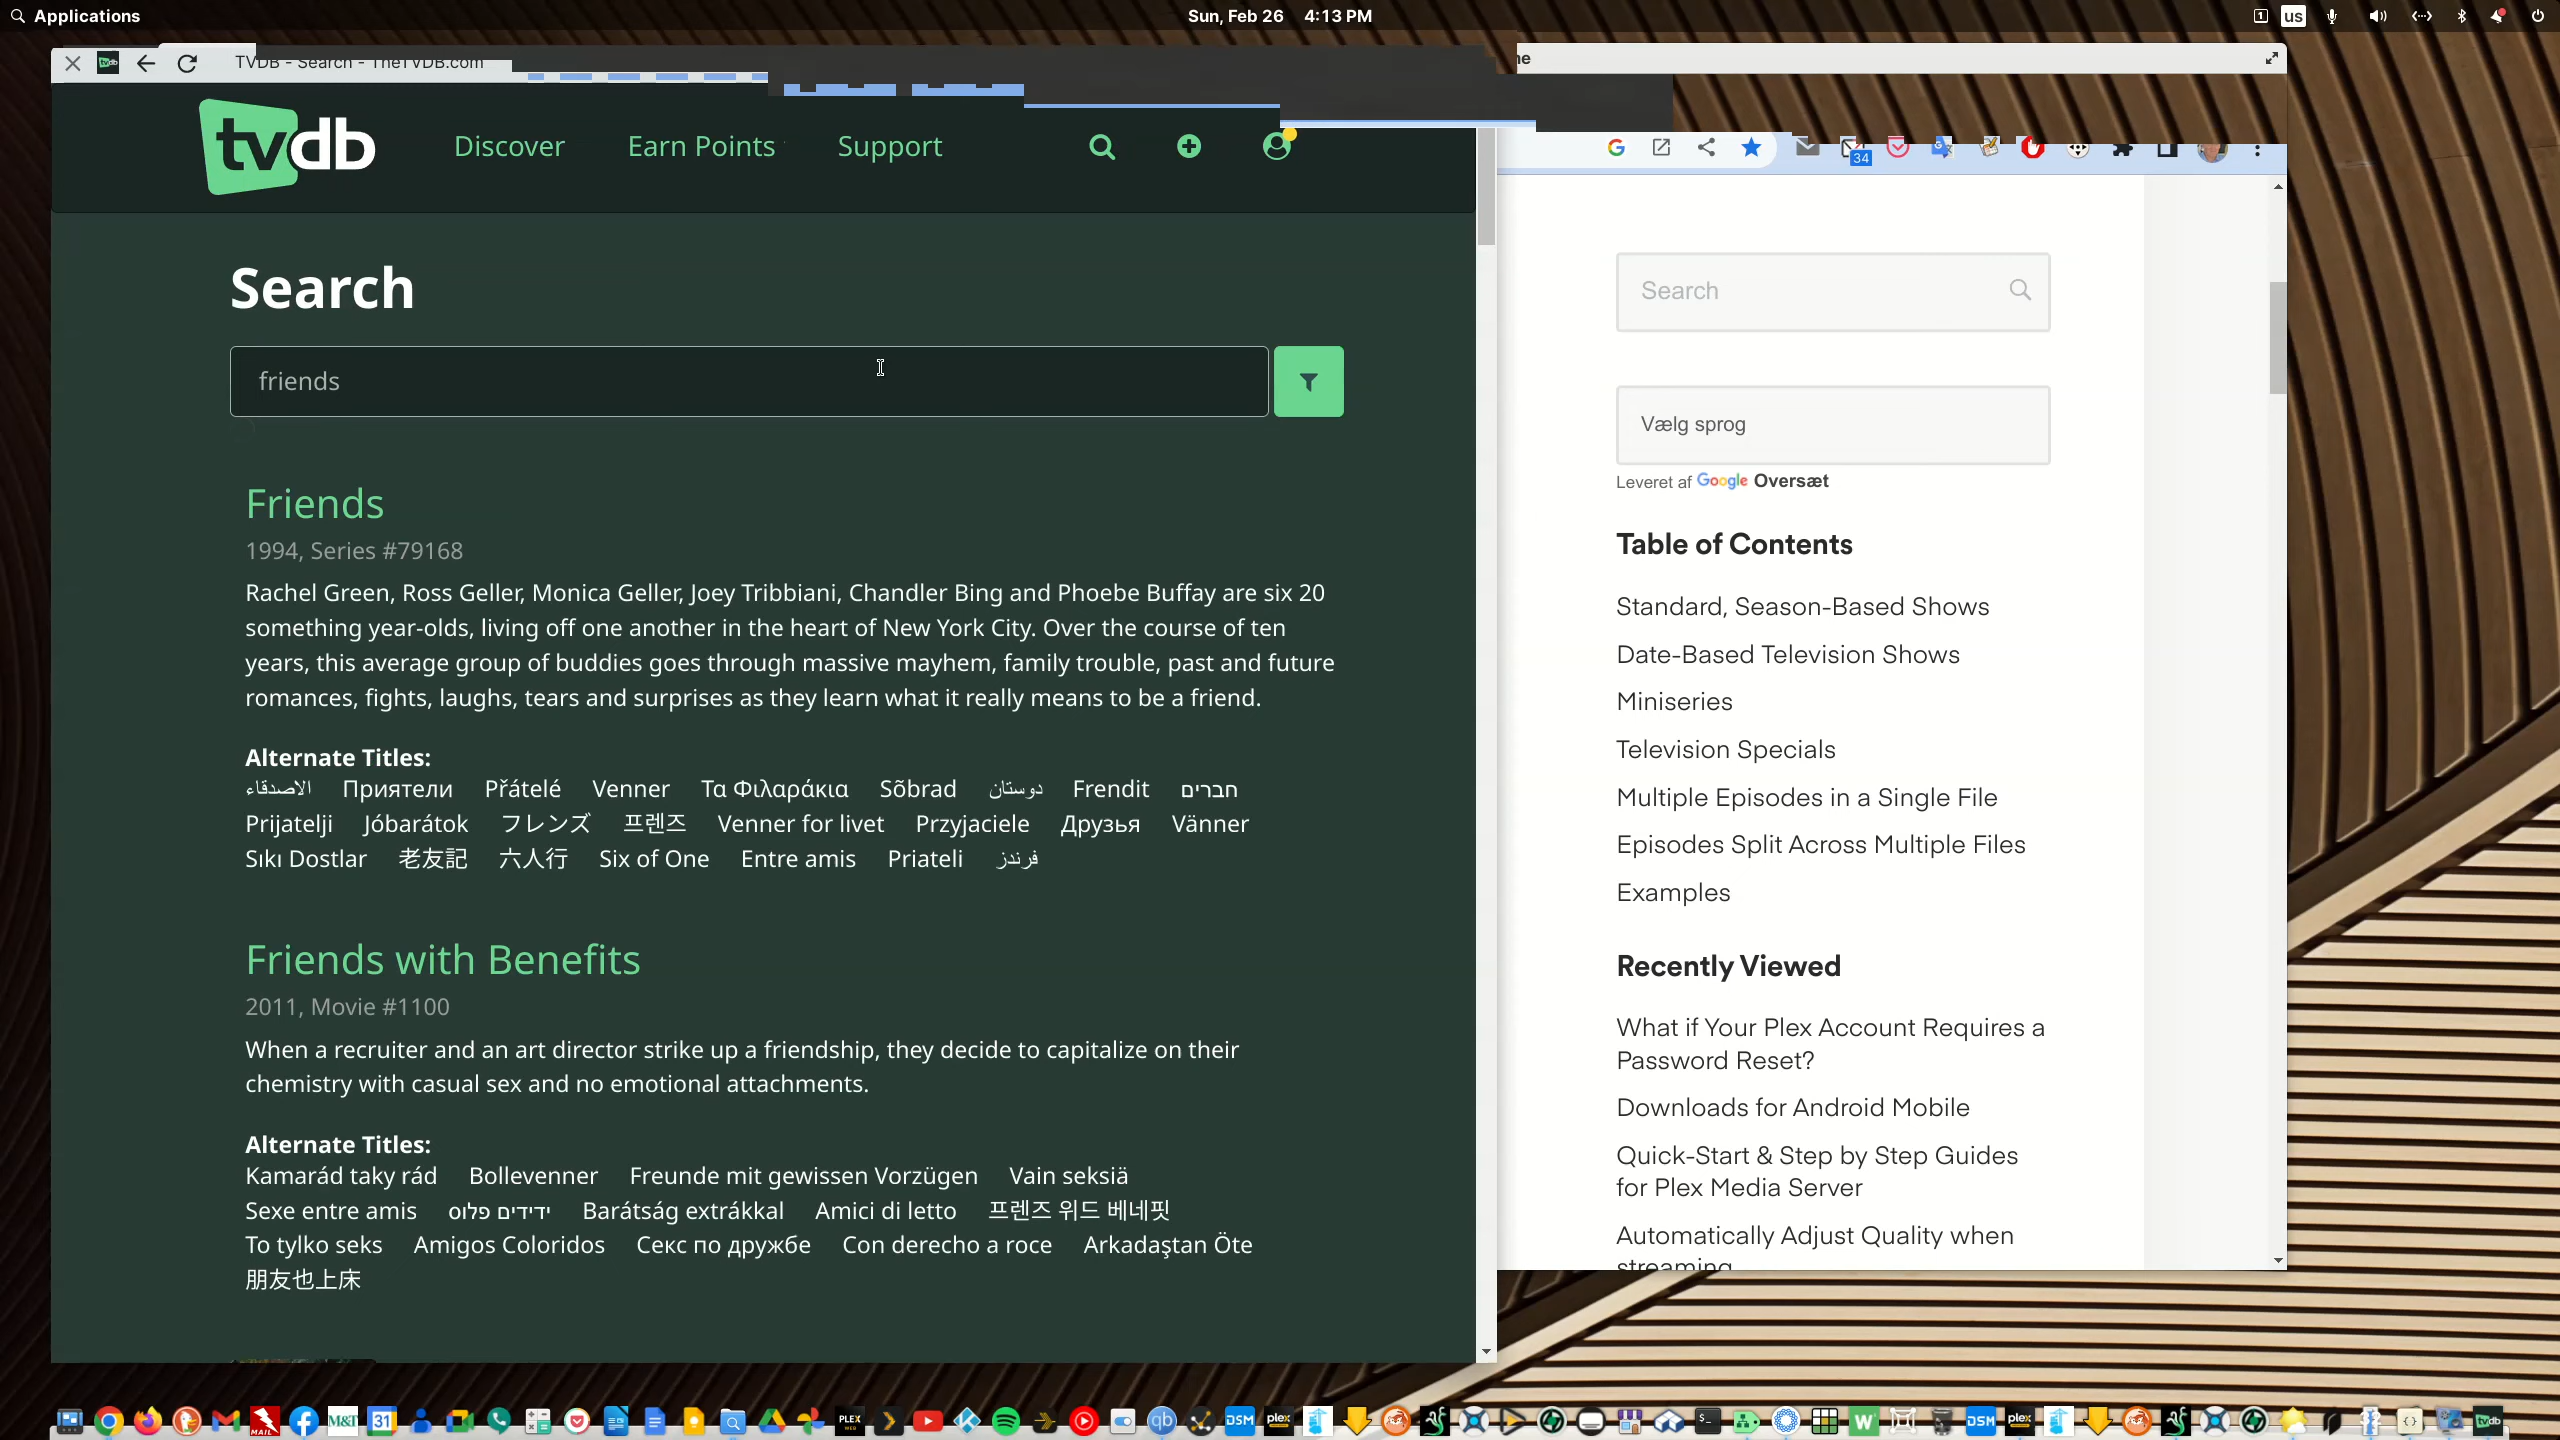 Applications
Sun, Feb 26 4:13 PM
1
us
TVDB - Search - TheTVDB.com
tvdb
Discover
Earn Points
Support
Search
friends
Friends
1994, Series #79168
Rachel Green, Ross Geller, Monica Geller, Joey Tribbiani, Chandler Bing and Phoebe Buffay are six 20
something year-olds, living off one another in the heart of New York City. Over the course of ten
years, this average group of buddies goes through massive mayhem, family trouble, past and future
romances, fights, laughs, tears and surprises as they learn what it really means to be a friend.
Alternate Titles:
الاصدقاء Приятели Přátelé Venner Τα Φιλαράκια Sõbrad دوستان Frendit חברים
Prijatelji Jóbarátok フレンズ 프렌즈 Venner for livet Przyjaciele Друзья Vänner
Sıkı Dostlar 老友記 六人行 Six of One Entre amis Priateli فرندز
Friends with Benefits
2011, Movie #1100
When a recruiter and an art director strike up a friendship, they decide to capitalize on their
chemistry with casual sex and no emotional attachments.
Alternate Titles:
Kamarád taky rád Bollevenner Freunde mit gewissen Vorzügen Vain seksiä
Sexe entre amis ידידים פלוס Barátság extrákkal Amici di letto 프렌즈 위드 베네핏
To tylko seks Amigos Coloridos Секс по дружбе Con derecho a roce Arkadaştan Öte
朋友也上床
34
Search
Vælg sprog
Leveret af Google Oversæt
Table of Contents
Standard, Season-Based Shows
Date-Based Television Shows
Miniseries
Television Specials
Multiple Episodes in a Single File
Episodes Split Across Multiple Files
Examples
Recently Viewed
What if Your Plex Account Requires a
Password Reset?
Downloads for Android Mobile
Quick-Start & Step by Step Guides
for Plex Media Server
Automatically Adjust Quality when
streaming
MAIL M&T 31 PLEX qb DSM plex W DSM plex tvdb